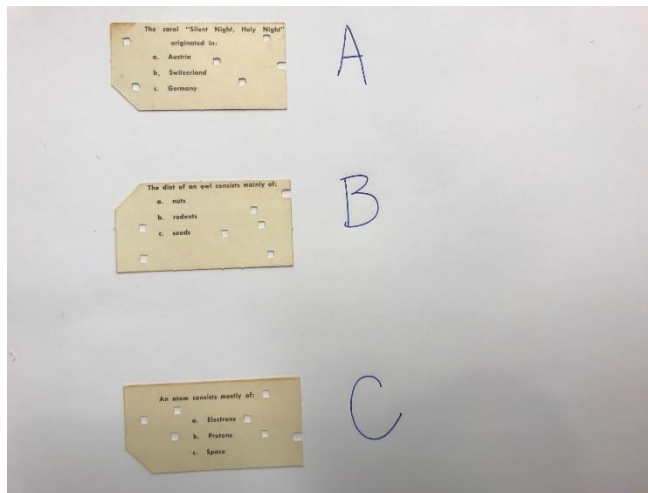 The carol "Silent Night, Holy Night"
originated in:
a. Austria
b. Switzerland
c. Germany
A
The diet of an owl consists mainly of:
a. nuts
b. rodents
c. seeds
B
An atom consists mostly of:
a. Electrons
b. Protons
c. Space
C